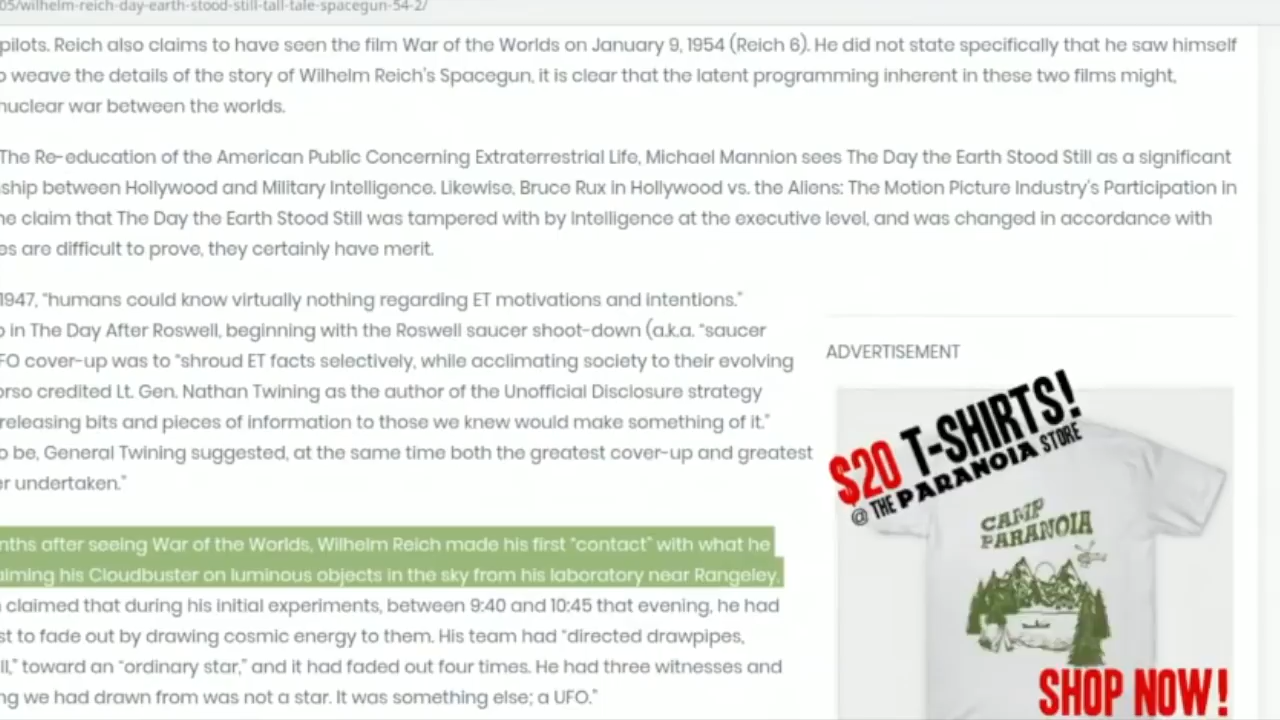 05/wilhelm-reich-day-earth-stood-still-tall-tale-spacegun-54-2/
pilots. Reich also claims to have seen the film War of the Worlds on January 9, 1954 (Reich 6). He did not state specifically that he saw himself
o weave the details of the story of Wilhelm Reich's Spacegun, it is clear that the latent programming inherent in these two films might,
nuclear war between the worlds.
The Re-education of the American Public Concerning Extraterrestrial Life, Michael Mannion sees The Day the Earth Stood Still as a significant
ship between Hollywood and Military Intelligence. Likewise, Bruce Rux in Hollywood vs. the Aliens: The Motion Picture Industry's Participation in
he claim that The Day the Earth Stood Still was tampered with by Intelligence at the executive level, and was changed in accordance with
es are difficult to prove, they certainly have merit.
1947, "humans could know virtually nothing regarding ET motivations and intentions."
o in The Day After Roswell, beginning with the Roswell saucer shoot-down (a.k.a. "saucer
FO cover-up was to "shroud ET facts selectively, while acclimating society to their evolving
orso credited Lt. Gen. Nathan Twining as the author of the Unofficial Disclosure strategy
releasing bits and pieces of information to those we knew would make something of it."
o be, General Twining suggested, at the same time both the greatest cover-up and greatest
er undertaken."
nths after seeing War of the Worlds, Wilhelm Reich made his first "contact" with what he
aiming his Cloudbuster on luminous objects in the sky from his laboratory near Rangeley,
claimed that during his initial experiments, between 9:40 and 10:45 that evening, he had
st to fade out by drawing cosmic energy to them. His team had "directed drawpipes,
ll," toward an "ordinary star," and it had faded out four times. He had three witnesses and
ng we had drawn from was not a star. It was something else; a UFO."
ADVERTISEMENT
$20 T-SHIRTS!
@ THE PARANOIA STORE
CAMP
PARANOIA
SHOP NOW!